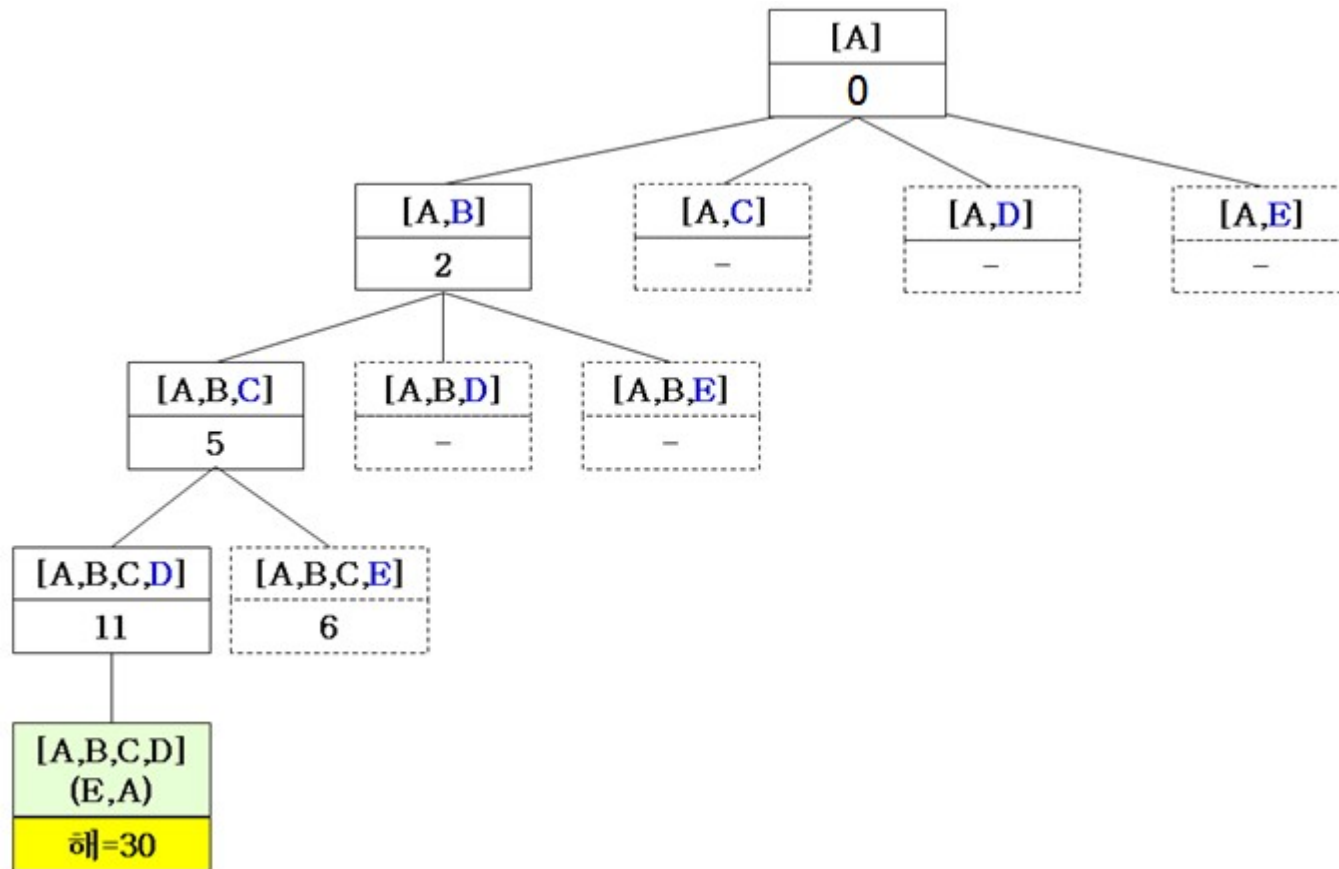 [A]
0
[A,B]
2
[A,C]
–
[A,D]
–
[A,E]
–
[A,B,C]
5
[A,B,D]
–
[A,B,E]
–
[A,B,C,D]
11
[A,B,C,E]
6
[A,B,C,D]
(E,A)
해=30